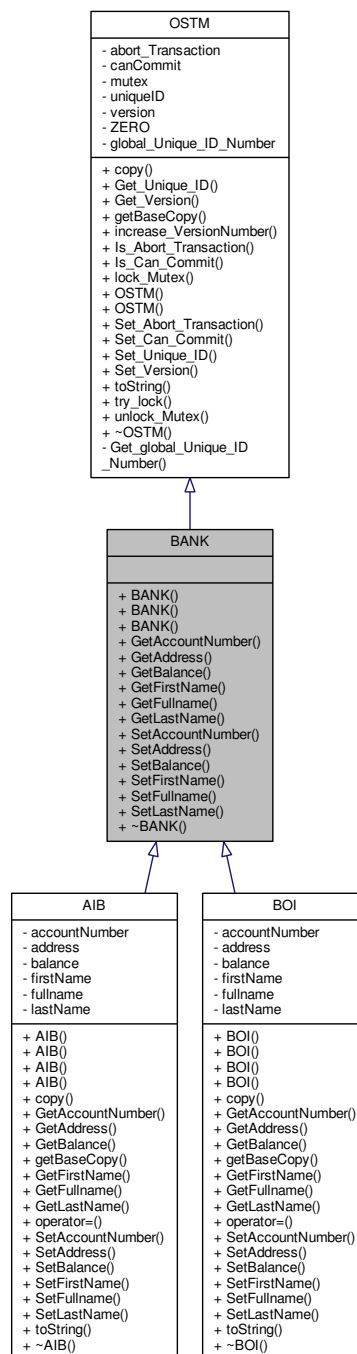 OSTM
- abort_Transaction
- canCommit
- mutex
- uniqueID
- version
- ZERO
- global_Unique_ID_Number
+ copy()
+ Get_Unique_ID()
+ Get_Version()
+ getBaseCopy()
+ increase_VersionNumber()
+ Is_Abort_Transaction()
+ Is_Can_Commit()
+ lock_Mutex()
+ OSTM()
+ OSTM()
+ Set_Abort_Transaction()
+ Set_Can_Commit()
+ Set_Unique_ID()
+ Set_Version()
+ toString()
+ try_lock()
+ unlock_Mutex()
+ ~OSTM()
- Get_global_Unique_ID
_Number()
BANK
+ BANK()
+ BANK()
+ BANK()
+ GetAccountNumber()
+ GetAddress()
+ GetBalance()
+ GetFirstName()
+ GetFullname()
+ GetLastName()
+ SetAccountNumber()
+ SetAddress()
+ SetBalance()
+ SetFirstName()
+ SetFullname()
+ SetLastName()
+ ~BANK()
AIB
- accountNumber
- address
- balance
- firstName
- fullname
- lastName
+ AIB()
+ AIB()
+ AIB()
+ AIB()
+ copy()
+ GetAccountNumber()
+ GetAddress()
+ GetBalance()
+ getBaseCopy()
+ GetFirstName()
+ GetFullname()
+ GetLastName()
+ operator=()
+ SetAccountNumber()
+ SetAddress()
+ SetBalance()
+ SetFirstName()
+ SetFullname()
+ SetLastName()
+ toString()
+ ~AIB()
BOI
- accountNumber
- address
- balance
- firstName
- fullname
- lastName
+ BOI()
+ BOI()
+ BOI()
+ BOI()
+ copy()
+ GetAccountNumber()
+ GetAddress()
+ GetBalance()
+ getBaseCopy()
+ GetFirstName()
+ GetFullname()
+ GetLastName()
+ operator=()
+ SetAccountNumber()
+ SetAddress()
+ SetBalance()
+ SetFirstName()
+ SetFullname()
+ SetLastName()
+ toString()
+ ~BOI()